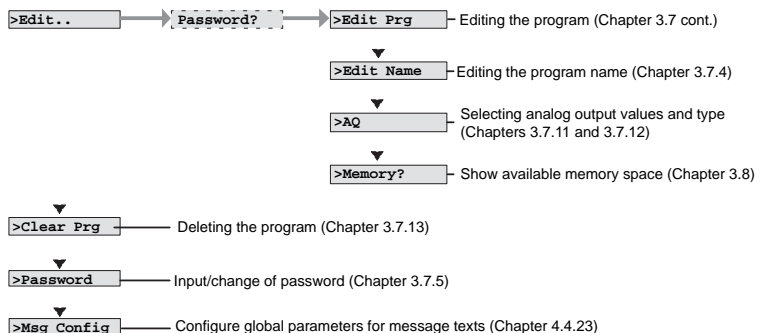 >Edit.. Password? >Edit Prg Editing the program (Chapter 3.7 cont.)
>Edit Name Editing the program name (Chapter 3.7.4)
>AQ Selecting analog output values and type
(Chapters 3.7.11 and 3.7.12)
>Memory? Show available memory space (Chapter 3.8)
>Clear Prg Deleting the program (Chapter 3.7.13)
>Password Input/change of password (Chapter 3.7.5)
>Msg Config Configure global parameters for message texts (Chapter 4.4.23)